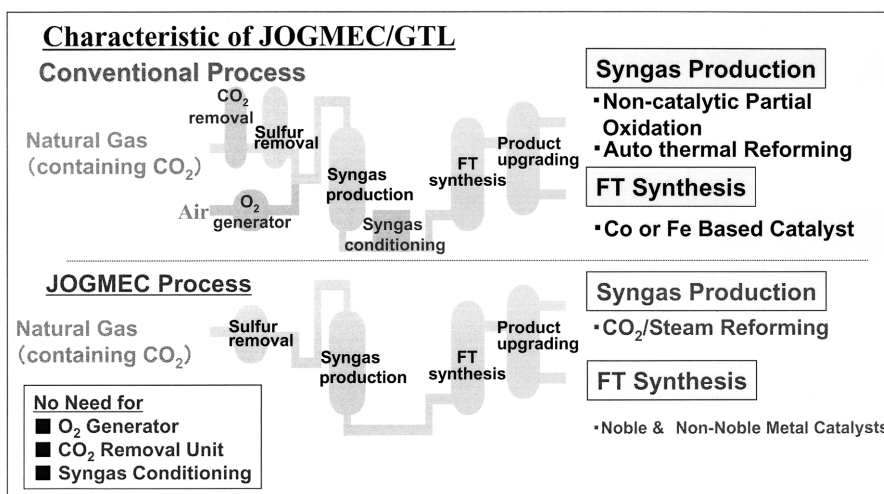 Characteristic of JOGMEC/GTL
Conventional Process
CO2 removal
Sulfur removal
Natural Gas
(containing CO2)
Air
O2 generator
Syngas production
Syngas conditioning
FT synthesis
Product upgrading
Syngas Production
・Non-catalytic Partial
Oxidation
・Auto thermal Reforming
FT Synthesis
・Co or Fe Based Catalyst
JOGMEC Process
Natural Gas
(containing CO2)
Sulfur removal
Syngas production
FT synthesis
Product upgrading
Syngas Production
・CO2/Steam Reforming
FT Synthesis
・Noble & Non-Noble Metal Catalysts
No Need for
■ O2 Generator
■ CO2 Removal Unit
■ Syngas Conditioning